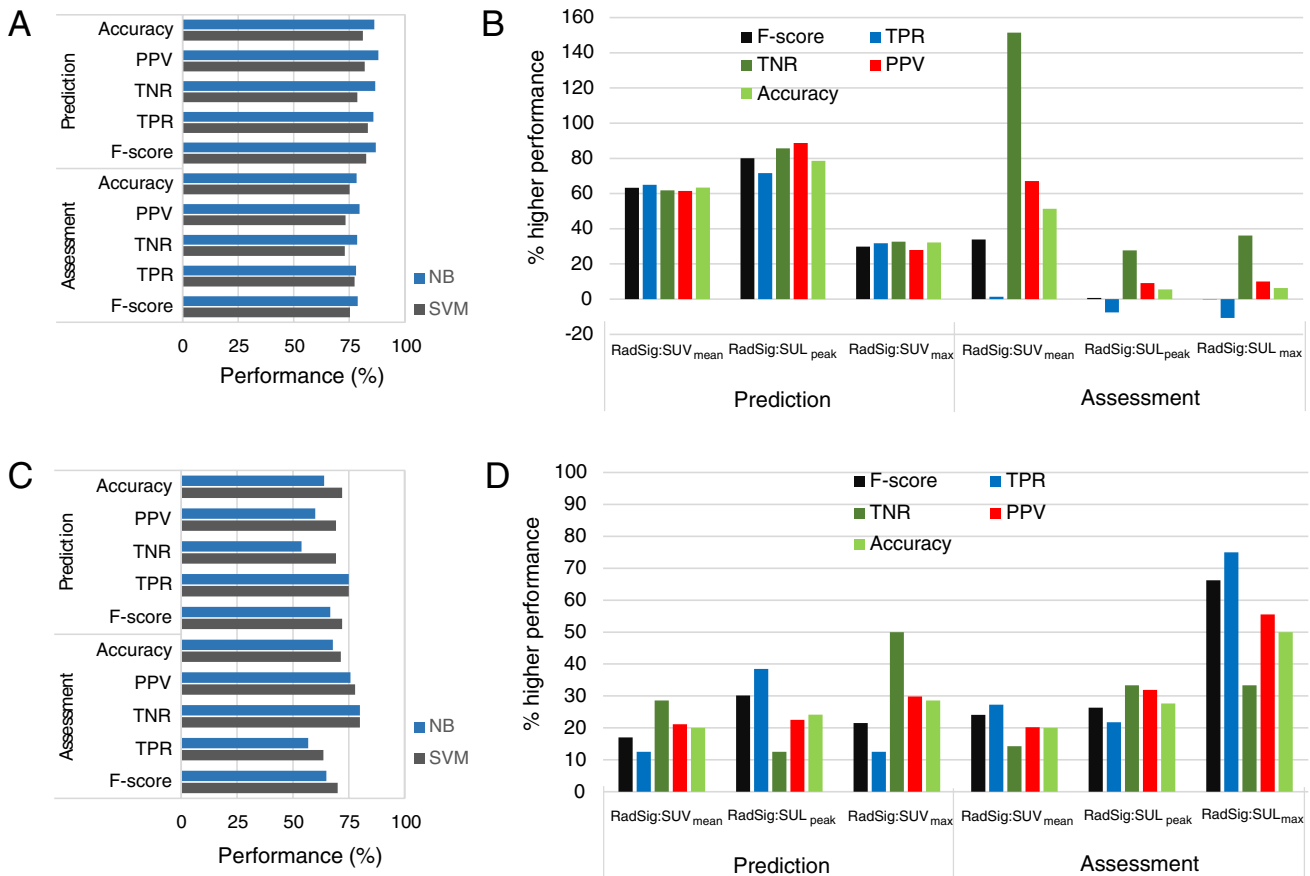 A
Prediction
Accuracy
PPV
TNR
TPR
F-score
Assessment
Accuracy
PPV
TNR
TPR
F-score
NB
SVM
0 25 50 75 100
Performance (%)
B
% higher performance
160
140
120
100
80
60
40
20
0
-20
F-score TPR
TNR PPV
Accuracy
RadSig:SUVmean RadSig:SULpeak RadSig:SUVmax RadSig:SUVmean RadSig:SULpeak RadSig:SULmax
Prediction Assessment
C
Prediction
Accuracy
PPV
TNR
TPR
F-score
Assessment
Accuracy
PPV
TNR
TPR
F-score
NB
SVM
0 25 50 75 100
Performance (%)
D
% higher performance
100
90
80
70
60
50
40
30
20
10
0
F-score TPR
TNR PPV
Accuracy
RadSig:SUVmean RadSig:SULpeak RadSig:SUVmax RadSig:SUVmean RadSig:SULpeak RadSig:SULmax
Prediction Assessment